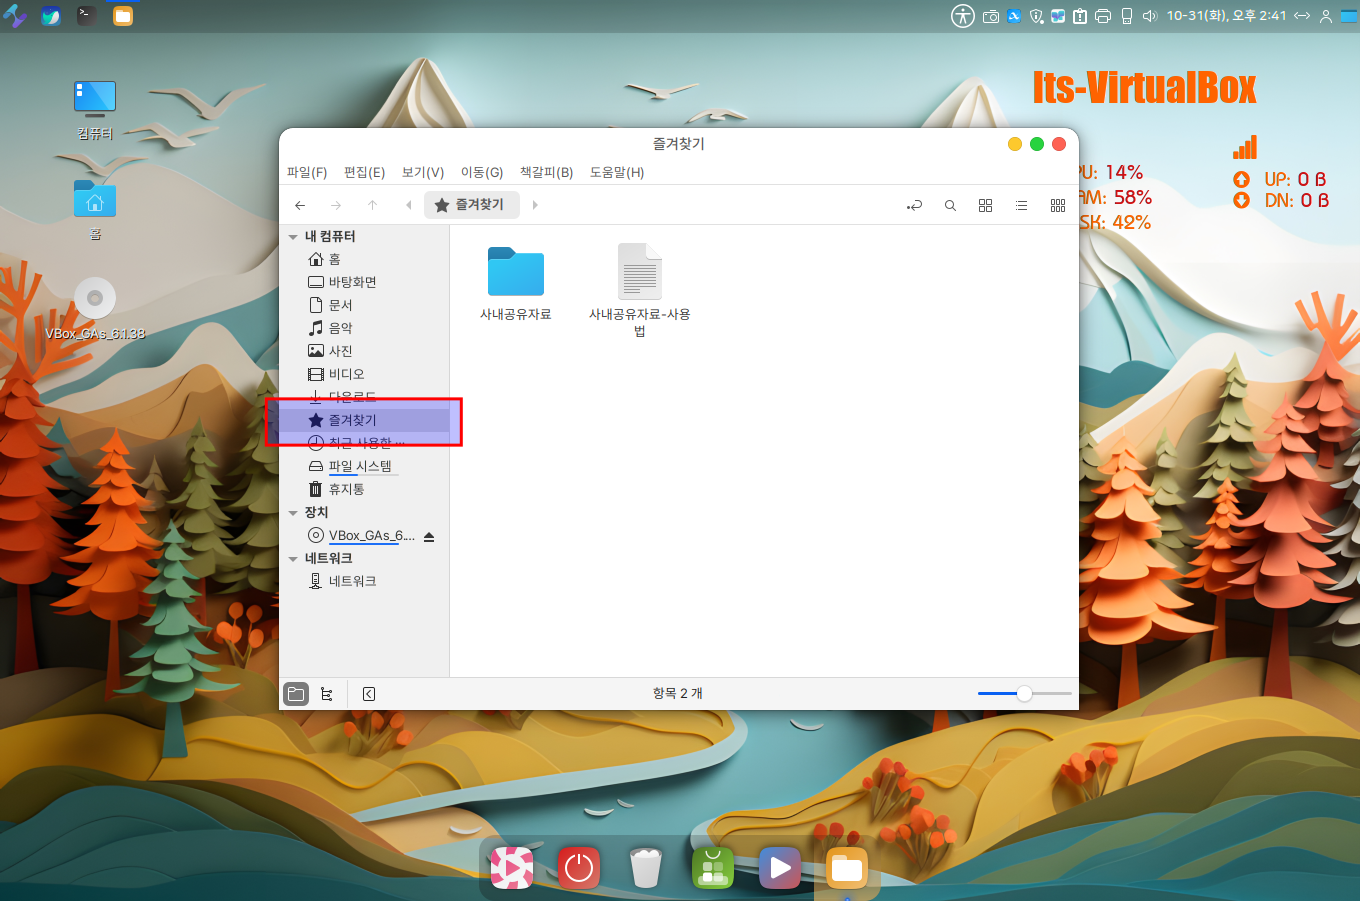 10-31(화), 오후 2:41
Its-VirtualBox
컴퓨터
홈
VBox_GAs_6.1.38
14%
58%
42%
UP: 0 B
DN: 0 B
즐겨찾기
파일(F) 편집(E) 보기(V) 이동(G) 책갈피(B) 도움말(H)
즐겨찾기
내 컴퓨터
홈
바탕화면
문서
음악
사진
비디오
다운로드
즐겨찾기
최근 사용한 ...
파일 시스템
휴지통
장치
VBox_GAs_6....
네트워크
네트워크
사내공유자료
사내공유자료-사용
법
항목 2 개